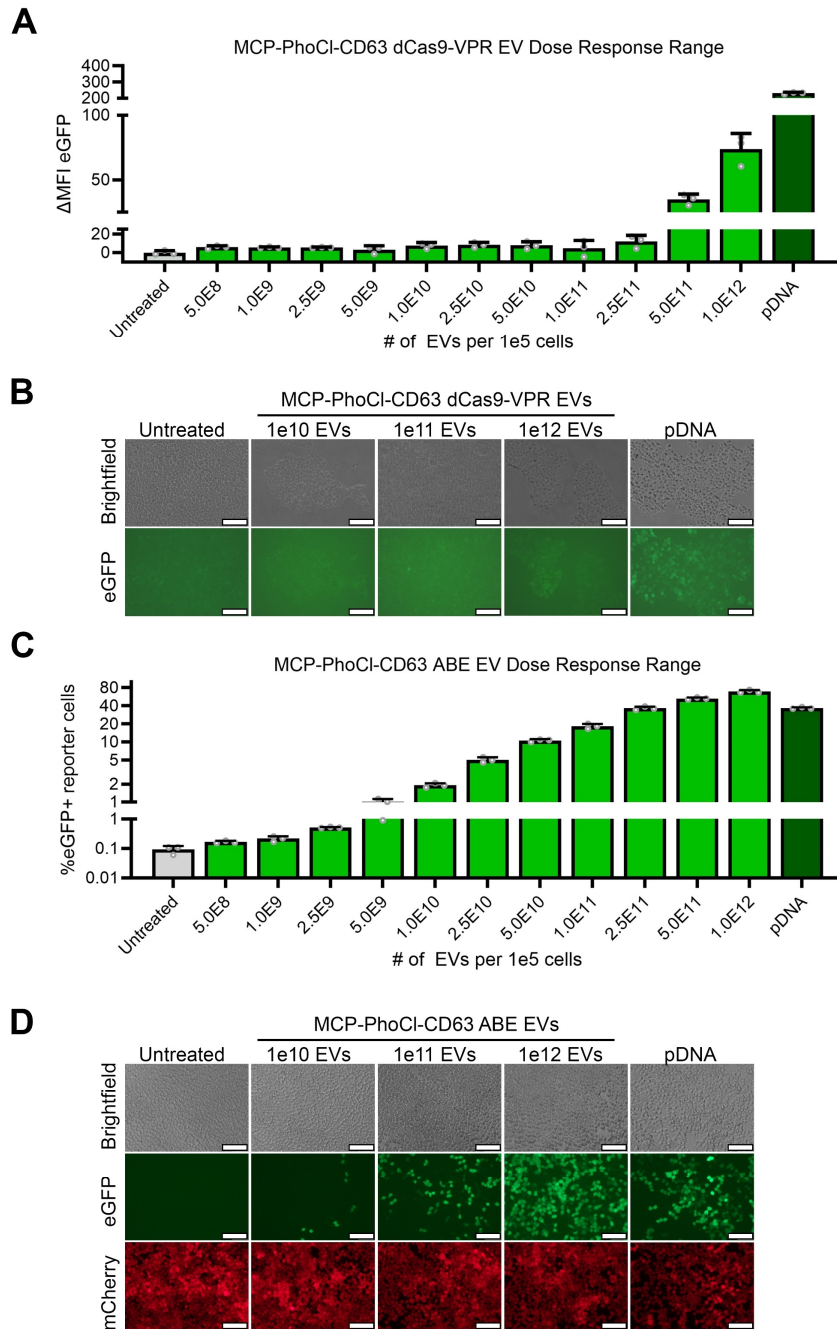 A
MCP-PhoCl-CD63 dCas9-VPR EV Dose Response Range
ΔMFI eGFP
400
300
200
100
50
20
0
Untreated
5.0E8
1.0E9
2.5E9
5.0E9
1.0E10
2.5E10
5.0E10
1.0E11
2.5E11
5.0E11
1.0E12
pDNA
# of EVs per 1e5 cells
B
MCP-PhoCl-CD63 dCas9-VPR EVs
Untreated 1e10 EVs 1e11 EVs 1e12 EVs pDNA
Brightfield
eGFP
C
MCP-PhoCl-CD63 ABE EV Dose Response Range
%eGFP+ reporter cells
80
40
20
10
5
2
1
1
0.1
0.01
Untreated
5.0E8
1.0E9
2.5E9
5.0E9
1.0E10
2.5E10
5.0E10
1.0E11
2.5E11
5.0E11
1.0E12
pDNA
# of EVs per 1e5 cells
D
MCP-PhoCl-CD63 ABE EVs
Untreated 1e10 EVs 1e11 EVs 1e12 EVs pDNA
Brightfield
eGFP
mCherry